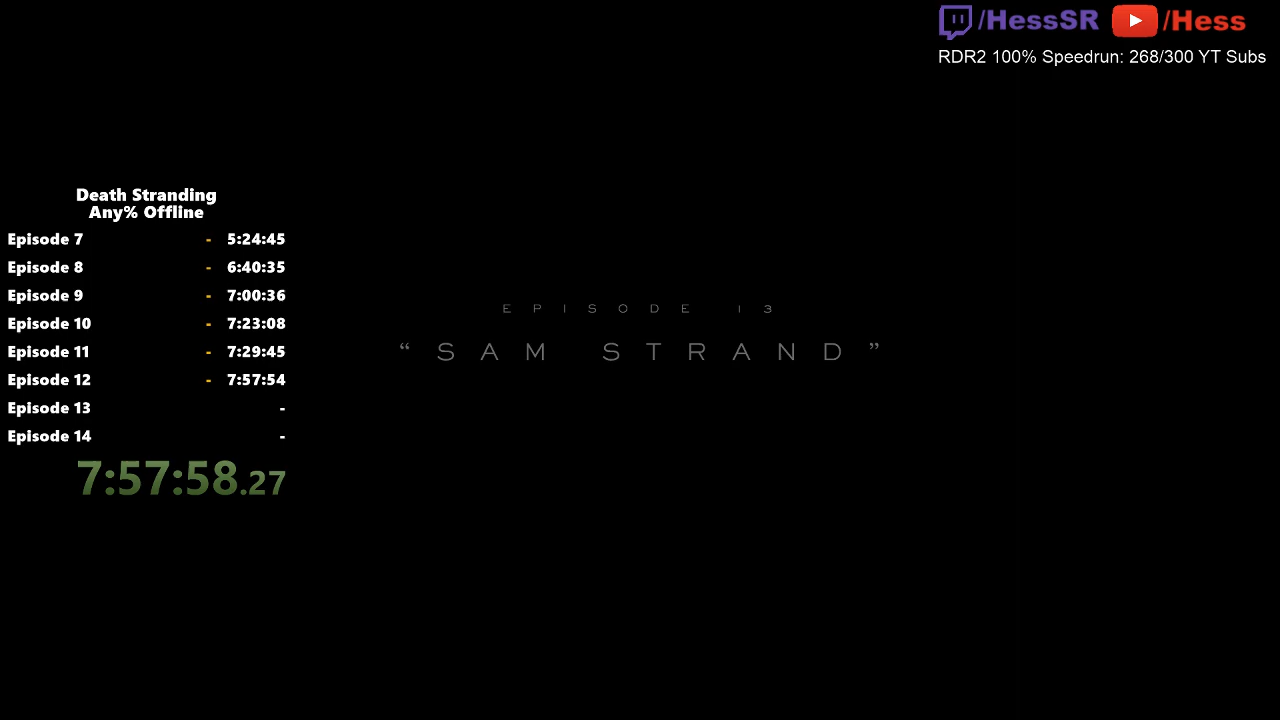 /HessSR /Hess
RDR2 100% Speedrun: 268/300 YT Subs
Death Stranding
Any% Offline
Episode 7 - 5:24:45
Episode 8 - 6:40:35
Episode 9 - 7:00:36
Episode 10 - 7:23:08
Episode 11 - 7:29:45
Episode 12 - 7:57:54
Episode 13 -
Episode 14 -
7:57:58.27
EPISODE 13
“SAM STRAND”